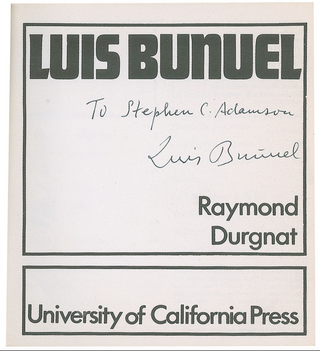 LUIS BUNUEL
To Stephen C. Adamson
Luis Buñuel
Raymond
Durgnat
University of California Press